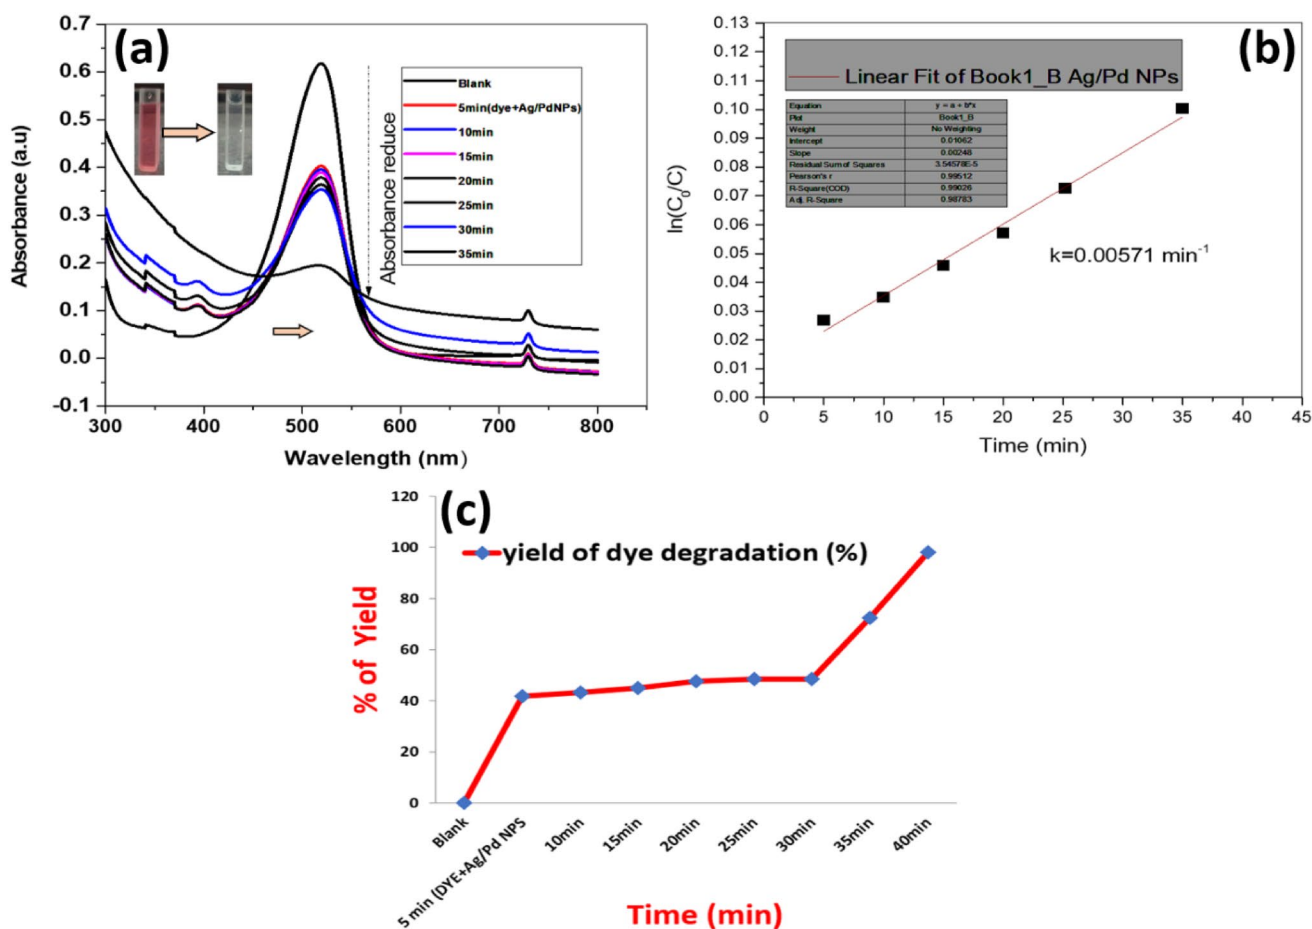 (a)
0.7
0.6
0.5
0.4
0.3
0.2
0.1
0.0
-0.1
Absorbance (a.u)
Blank
5min(dye+Ag/PdNPs)
10min
15min
20min
25min
30min
35min
Absorbance reduce
300 400 500 600 700 800
Wavelength (nm)
(b)
0.13
0.12
0.11
0.10
0.09
0.08
0.07
0.06
0.05
0.04
0.03
0.02
0.01
0.00
ln(C0/C)
Linear Fit of Book1_B Ag/Pd NPs
Equation y = a + b*x
Plot Book1_B
Weight No Weighting
Intercept 0.01062
Slope 0.00248
Residual Sum of Squares 3.54578E-5
Pearson's r 0.99512
R-Square(COD) 0.99026
Adj. R-Square 0.98783
k=0.00571 min-1
0 5 10 15 20 25 30 35 40 45
Time (min)
(c)
120
100
80
60
40
20
0
% of Yield
yield of dye degradation (%)
Blank
5 min (DYE+Ag/Pd NPS
10min
15min
20min
25min
30min
35min
40min
Time (min)